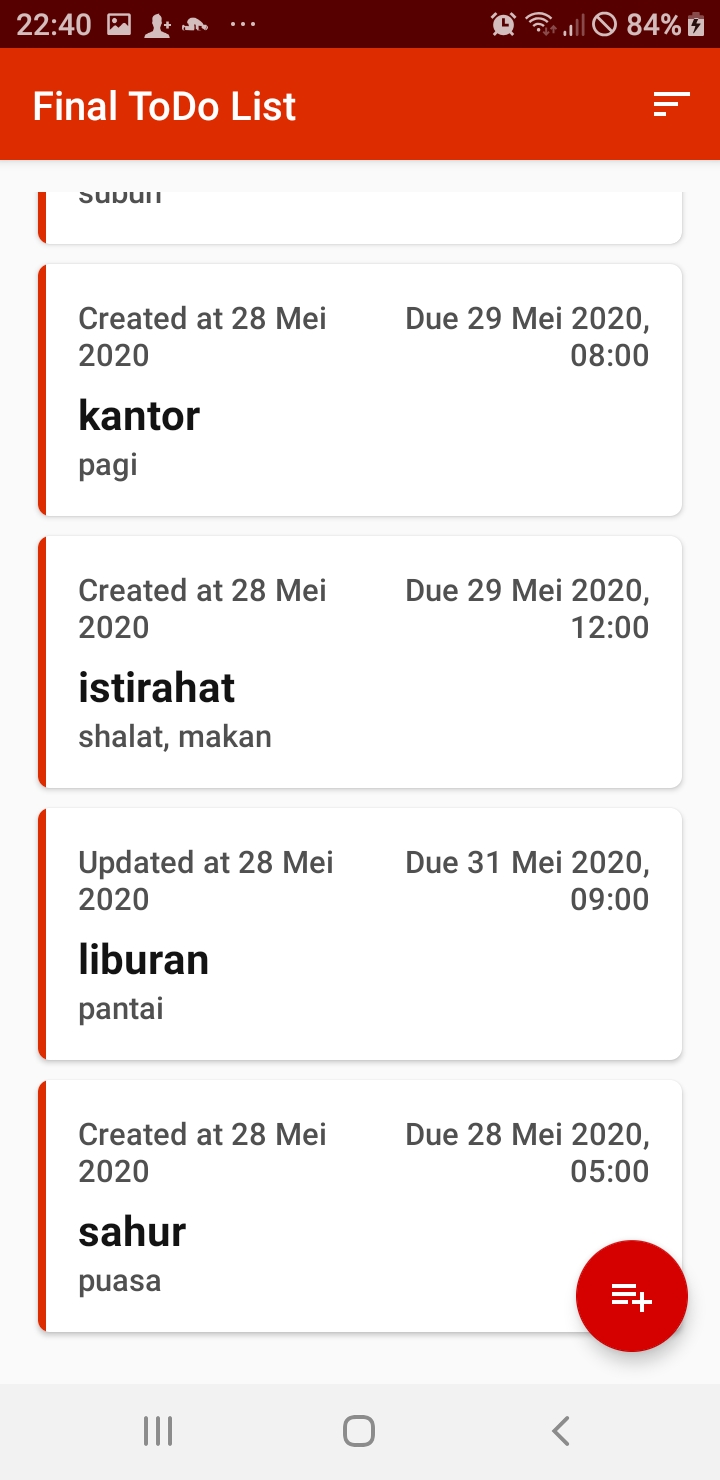 22:40
84%
Final ToDo List
subuh
Created at 28 Mei
2020
Due 29 Mei 2020,
08:00
kantor
pagi
Created at 28 Mei
2020
Due 29 Mei 2020,
12:00
istirahat
shalat, makan
Updated at 28 Mei
2020
Due 31 Mei 2020,
09:00
liburan
pantai
Created at 28 Mei
2020
Due 28 Mei 2020,
05:00
sahur
puasa